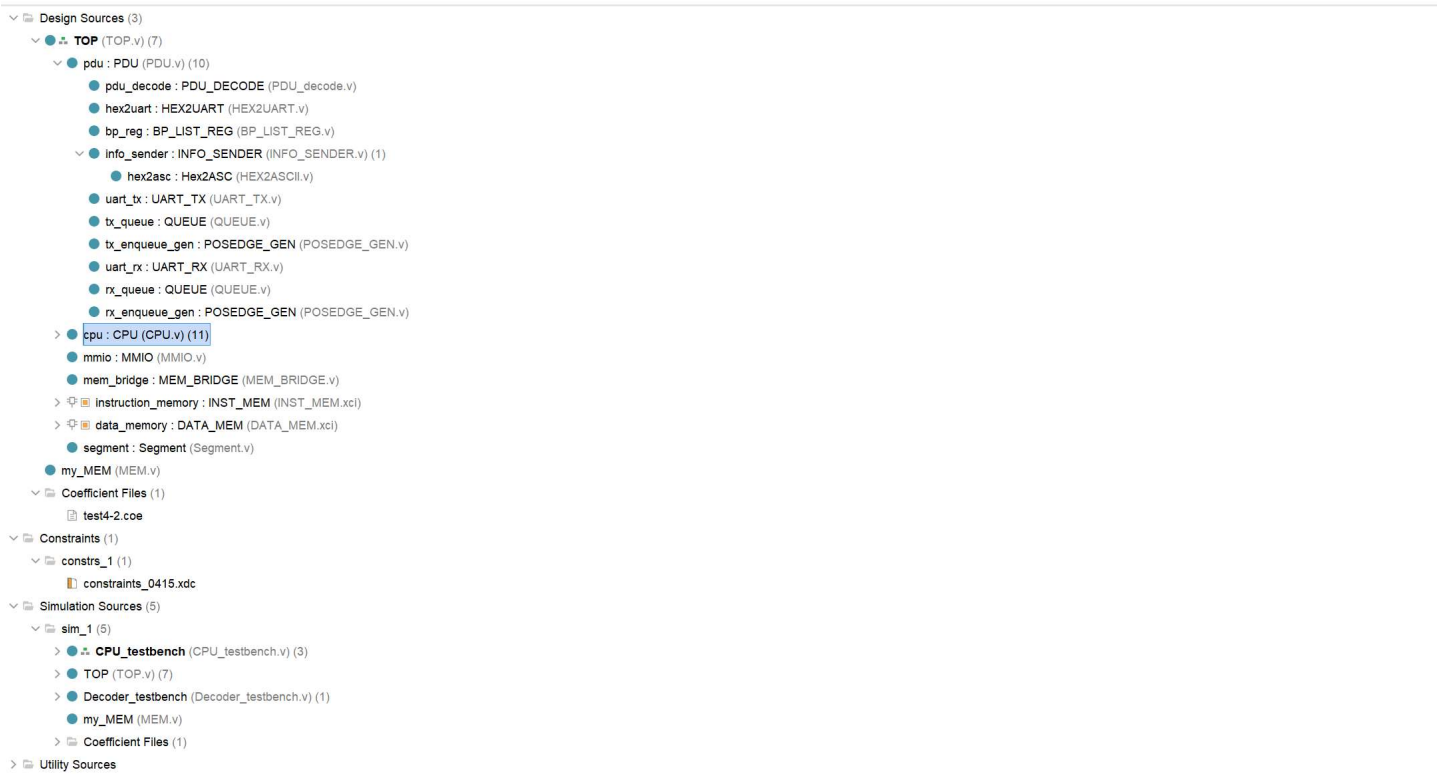 Design Sources (3)
TOP (TOP.v) (7)
pdu : PDU (PDU.v) (10)
pdu_decode : PDU_DECODE (PDU_decode.v)
hex2uart : HEX2UART (HEX2UART.v)
bp_reg : BP_LIST_REG (BP_LIST_REG.v)
info_sender : INFO_SENDER (INFO_SENDER.v) (1)
hex2asc : Hex2ASC (HEX2ASCII.v)
uart_tx : UART_TX (UART_TX.v)
tx_queue : QUEUE (QUEUE.v)
tx_enqueue_gen : POSEDGE_GEN (POSEDGE_GEN.v)
uart_rx : UART_RX (UART_RX.v)
rx_queue : QUEUE (QUEUE.v)
rx_enqueue_gen : POSEDGE_GEN (POSEDGE_GEN.v)
cpu : CPU (CPU.v) (11)
mmio : MMIO (MMIO.v)
mem_bridge : MEM_BRIDGE (MEM_BRIDGE.v)
instruction_memory : INST_MEM (INST_MEM.xci)
data_memory : DATA_MEM (DATA_MEM.xci)
segment : Segment (Segment.v)
my_MEM (MEM.v)
Coefficient Files (1)
test4-2.coe
Constraints (1)
constrs_1 (1)
constraints_0415.xdc
Simulation Sources (5)
sim_1 (5)
CPU_testbench (CPU_testbench.v) (3)
TOP (TOP.v) (7)
Decoder_testbench (Decoder_testbench.v) (1)
my_MEM (MEM.v)
Coefficient Files (1)
Utility Sources